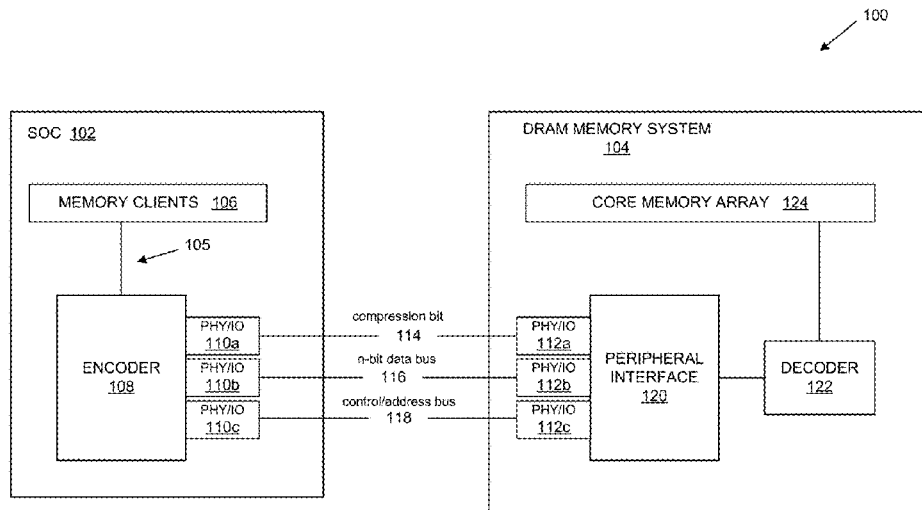 100
SOC 102
DRAM MEMORY SYSTEM
104
MEMORY CLIENTS 106
CORE MEMORY ARRAY 124
105
compression bit
114
n-bit data bus
116
control/address bus
118
ENCODER
108
PHY/IO
110a
PHY/IO
110b
PHY/IO
110c
PHY/IO
112a
PHY/IO
112b
PHY/IO
112c
PERIPHERAL
INTERFACE
120
DECODER
122